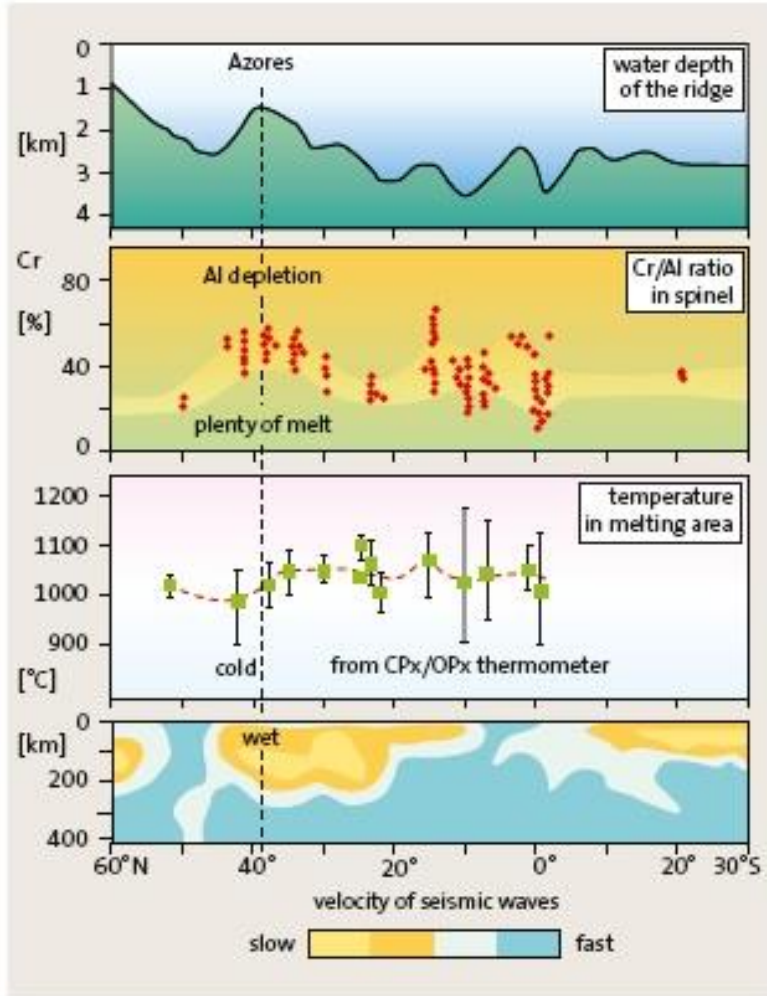 0
1
2
3
4
[km]
Azores
water depth
of the ridge
Cr
[%]
80
40
0
Al depletion
plenty of melt
Cr/Al ratio
in spinel
1200
1100
1000
900
[°C]
temperature
in melting area
cold
from CPx/OPx thermometer
0
[km]
200
400
wet
60°N 40° 20° 0° 20° 30°S
velocity of seismic waves
slow fast